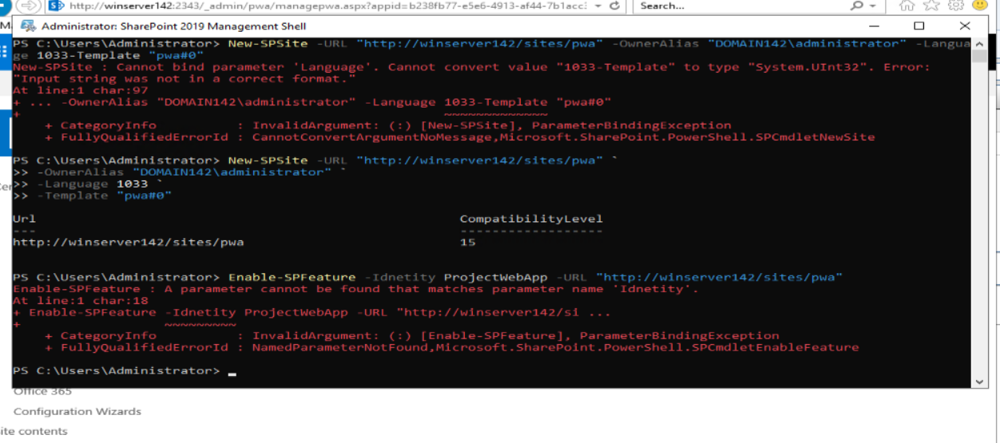 http://winserver142:2343/_admin/pwa/managepwa.aspx?appid=b238fb77-e5e6-4913-af44-7b1acc: Search...
Administrator: SharePoint 2019 Management Shell
PS C:\Users\Administrator> New-SPSite -URL "http://winserver142/sites/pwa" -OwnerAlias "DOMAIN142\administrator" -Langua
ge 1033-Template "pwa#0"
New-SPSite : Cannot bind parameter 'Language'. Cannot convert value "1033-Template" to type "System.UInt32". Error:
"Input string was not in a correct format."
At line:1 char:97
+ ... -OwnerAlias "DOMAIN142\administrator" -Language 1033-Template "pwa#0"
+ ~~~~~~~~~~~~~
+ CategoryInfo : InvalidArgument: (:) [New-SPSite], ParameterBindingException
+ FullyQualifiedErrorId : CannotConvertArgumentNoMessage,Microsoft.SharePoint.PowerShell.SPCmdletNewSite
PS C:\Users\Administrator> New-SPSite -URL "http://winserver142/sites/pwa" `
>> -OwnerAlias "DOMAIN142\administrator" `
>> -Language 1033 `
>> -Template "pwa#0"
Url CompatibilityLevel
--- ------------------
http://winserver142/sites/pwa 15
PS C:\Users\Administrator> Enable-SPFeature -Idnetity ProjectWebApp -URL "http://winserver142/sites/pwa"
Enable-SPFeature : A parameter cannot be found that matches parameter name 'Idnetity'.
At line:1 char:18
+ Enable-SPFeature -Idnetity ProjectWebApp -URL "http://winserver142/si ...
+ ~~~~~~~~~
+ CategoryInfo : InvalidArgument: (:) [Enable-SPFeature], ParameterBindingException
+ FullyQualifiedErrorId : NamedParameterNotFound,Microsoft.SharePoint.PowerShell.SPCmdletEnableFeature
PS C:\Users\Administrator>
Office 365
Configuration Wizards
ite contents